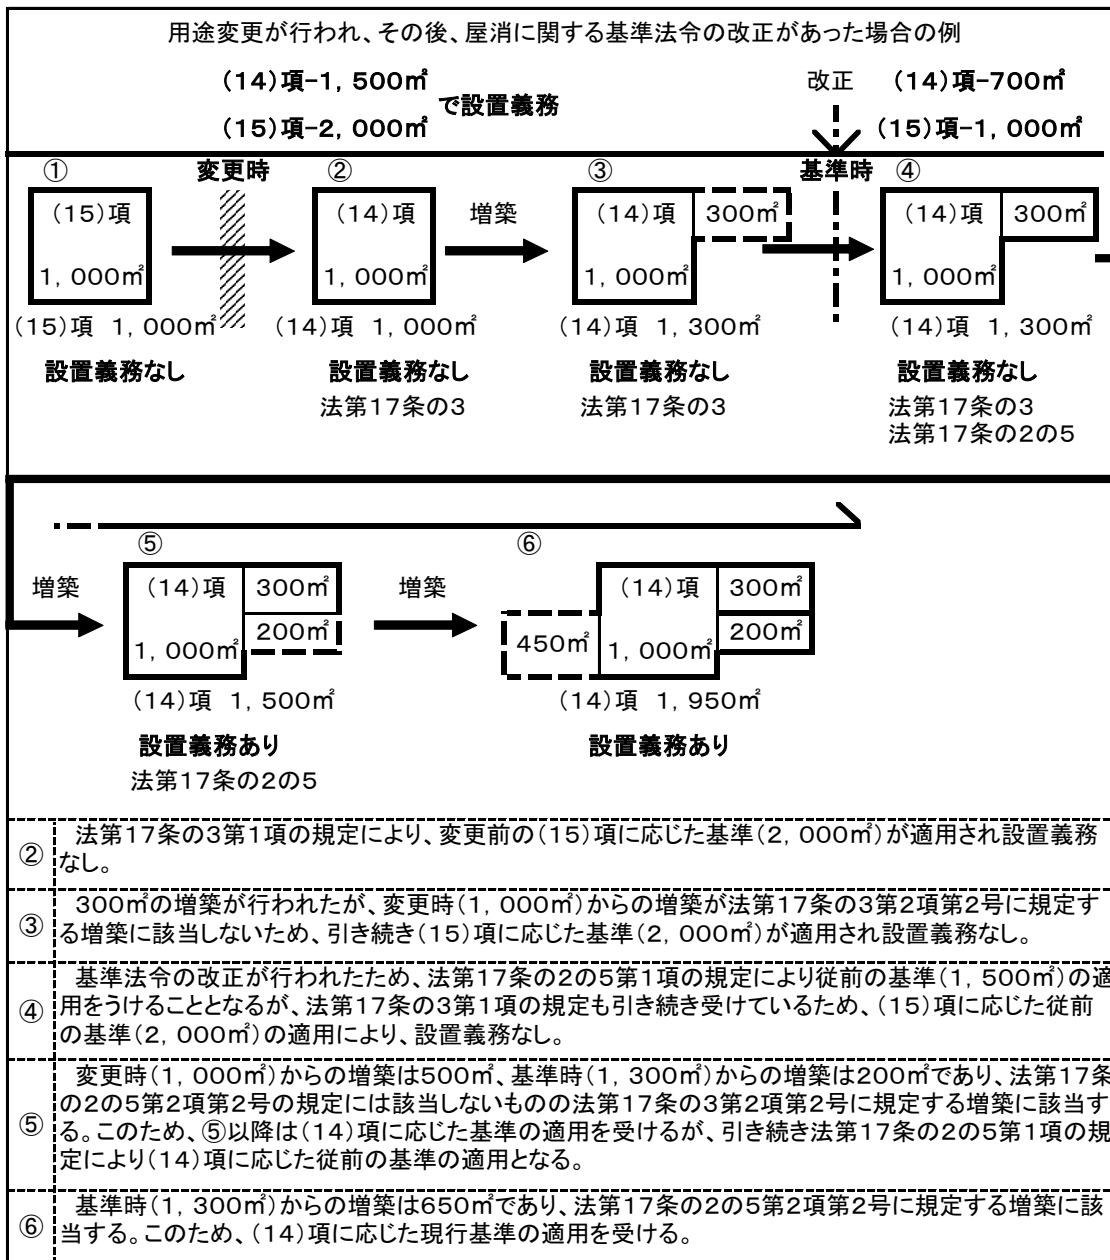 用途変更が行われ、その後、屋消に関する基準法令の改正があった場合の例
(14)項-1,500㎡
(15)項-2,000㎡
で設置義務
改正
(14)項-700㎡
(15)項-1,000㎡
① 変更時 ② ③ 基準時 ④
(15)項
1,000㎡
(14)項
1,000㎡
増築
(14)項 300㎡
1,000㎡
(14)項 300㎡
1,000㎡
(15)項 1,000㎡
(14)項 1,000㎡
(14)項 1,300㎡
(14)項 1,300㎡
設置義務なし
設置義務なし
設置義務なし
設置義務なし
法第17条の3
法第17条の3
法第17条の3
法第17条の2の5
⑤ ⑥
増築
(14)項 300㎡
200㎡
1,000㎡
増築
(14)項 300㎡
200㎡
450㎡ 1,000㎡
(14)項 1,500㎡
(14)項 1,950㎡
設置義務あり
設置義務あり
法第17条の2の5
② 法第17条の3第1項の規定により、変更前の(15)項に応じた基準(2,000㎡)が適用され設置義務
なし。
③ 300㎡の増築が行われたが、変更時(1,000㎡)からの増築が法第17条の3第2項第2号に規定す
る増築に該当しないため、引き続き(15)項に応じた基準(2,000㎡)が適用され設置義務なし。
④ 基準法令の改正が行われたため、法第17条の2の5第1項の規定により従前の基準(1,500㎡)の適
用をうけることとなるが、法第17条の3第1項の規定も引き続き受けているため、(15)項に応じた従前
の基準(2,000㎡)の適用により、設置義務なし。
⑤ 変更時(1,000㎡)からの増築は500㎡、基準時(1,300㎡)からの増築は200㎡であり、法第17条
の2の5第2項第2号の規定には該当しないものの法第17条の3第2項第2号に規定する増築に該当す
る。このため、⑤以降は(14)項に応じた基準の適用を受けるが、引き続き法第17条の2の5第1項の規
定により(14)項に応じた従前の基準の適用となる。
⑥ 基準時(1,300㎡)からの増築は650㎡であり、法第17条の2の5第2項第2号に規定する増築に該
当する。このため、(14)項に応じた現行基準の適用を受ける。